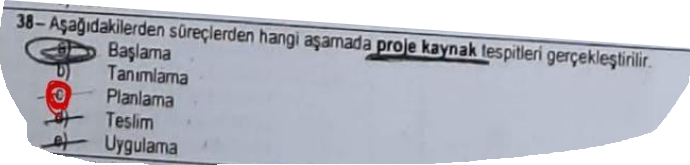 38– Aşağıdakilerden süreçlerden hangi aşamada proje kaynak tespitleri gerçekleştirilir.
a) Başlama
b) Tanımlama
c) Planlama
d) Teslim
e) Uygulama